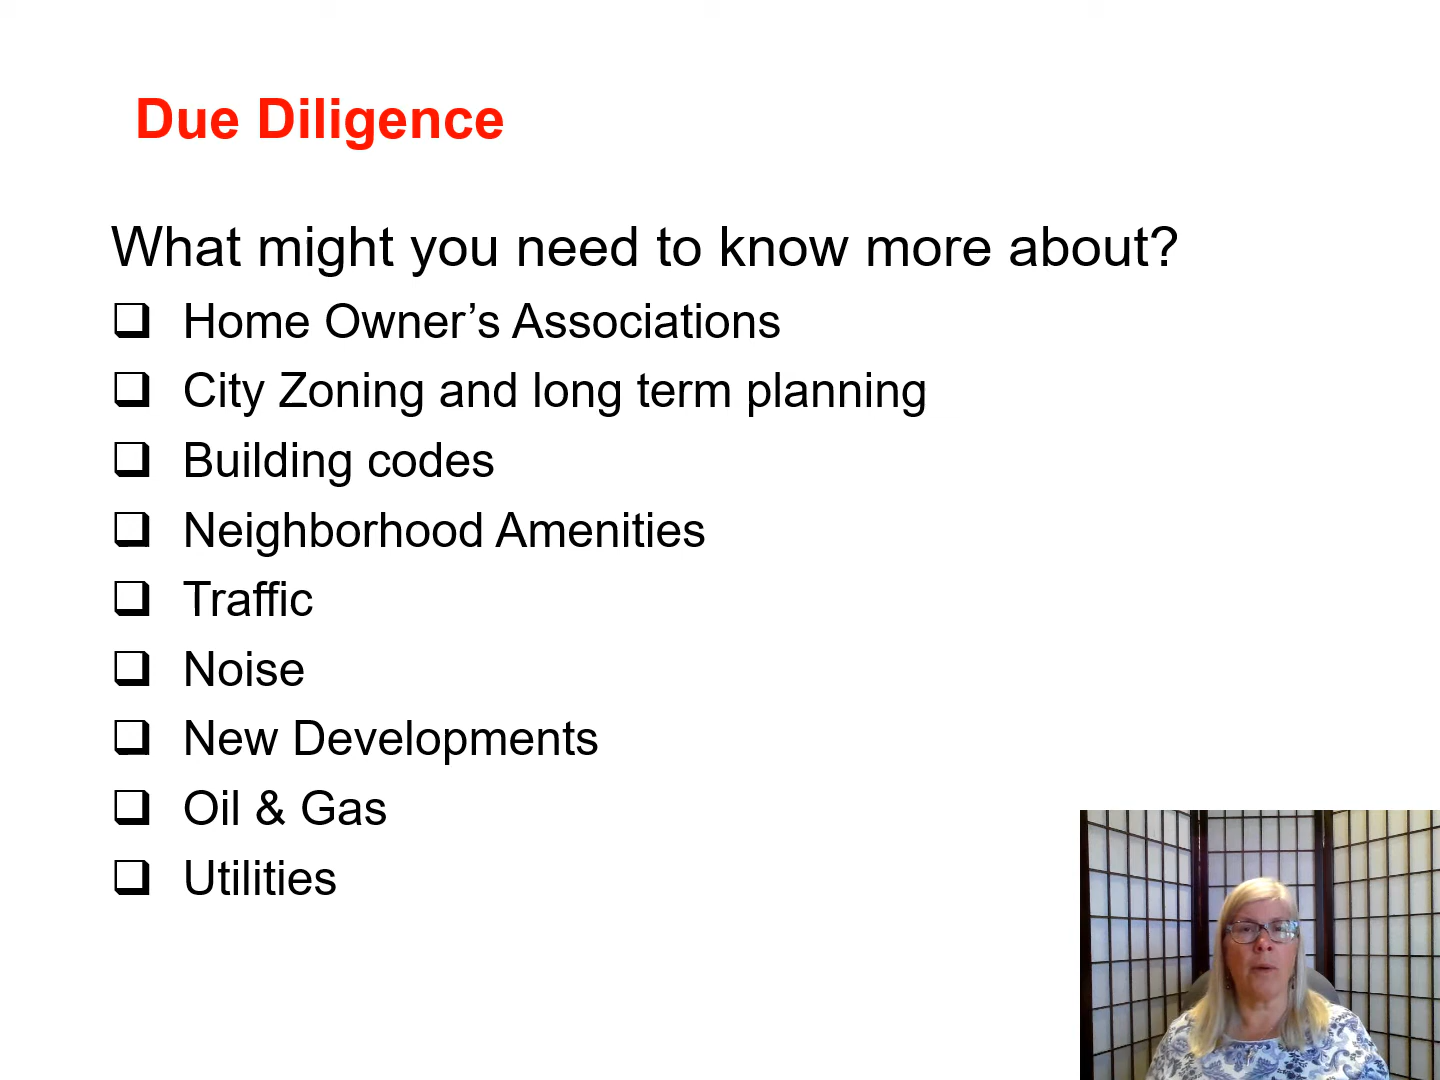 Due Diligence
What might you need to know more about?
Home Owner’s Associations
City Zoning and long term planning
Building codes
Neighborhood Amenities
Traffic
Noise
New Developments
Oil & Gas
Utilities